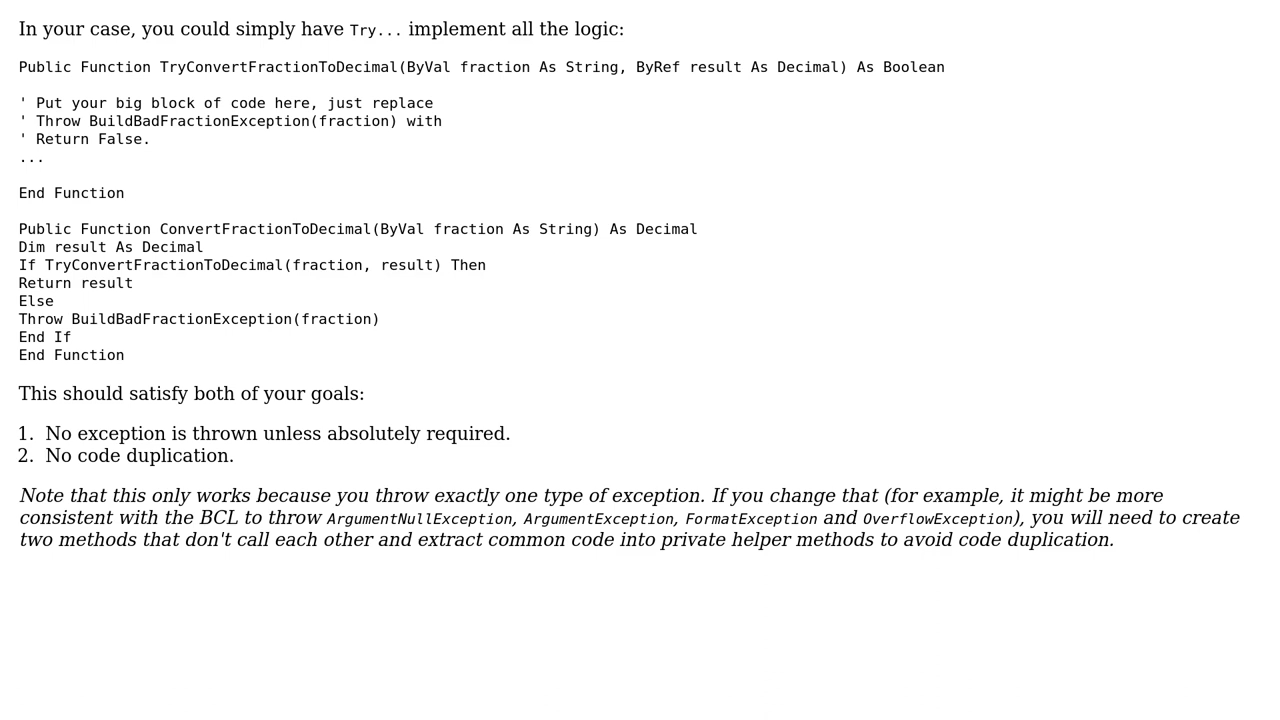 In your case, you could simply have Try... implement all the logic:
Public Function TryConvertFractionToDecimal(ByVal fraction As String, ByRef result As Decimal) As Boolean
' Put your big block of code here, just replace
' Throw BuildBadFractionException(fraction) with
' Return False.
...
End Function
Public Function ConvertFractionToDecimal(ByVal fraction As String) As Decimal
Dim result As Decimal
If TryConvertFractionToDecimal(fraction, result) Then
Return result
Else
Throw BuildBadFractionException(fraction)
End If
End Function
This should satisfy both of your goals:
1. No exception is thrown unless absolutely required.
2. No code duplication.
Note that this only works because you throw exactly one type of exception. If you change that (for example, it might be more
consistent with the BCL to throw ArgumentNullException, ArgumentException, FormatException and OverflowException), you will need to create
two methods that don't call each other and extract common code into private helper methods to avoid code duplication.